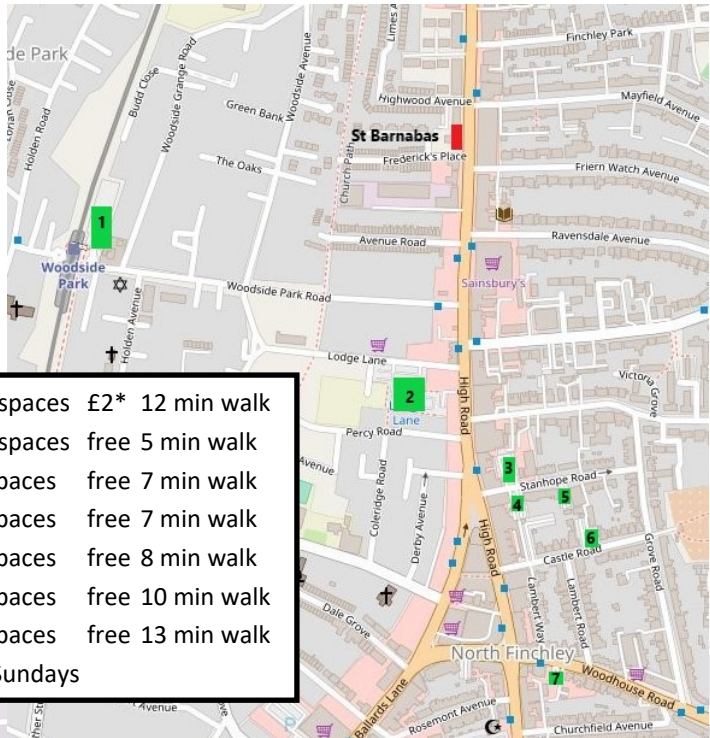 de Park
Holden Road
Budd Close
Woodside Grange Road
Green Bank
The Oaks
Woodside Avenue
Church Path
Limes A
Finchley Park
Highwood Avenue
Mayfield Avenue
St Barnabas
Frederick's Place
Friern Watch Avenue
1
Avenue Road
Ravensdale Avenue
Woodside
Park
Sainsbury's
Woodside Park Road
Holden Avenue
Lodge Lane
Victoria Grove
2
Lane
High Road
Percy Road
Avenue
Coleridge Road
Derby Avenue
3
Stanhope Road
4
5
6
Castle Road
High Road
Grove Road
Lambert Way
Lambert Road
Dale Grove
North Finchley
7
Woodhouse Road
Ballards Lane
Rosemont Avenue
Churchfield Avenue
Avenue
P
spaces £2* 12 min walk
spaces free 5 min walk
paces free 7 min walk
paces free 7 min walk
paces free 8 min walk
paces free 10 min walk
paces free 13 min walk
Sundays